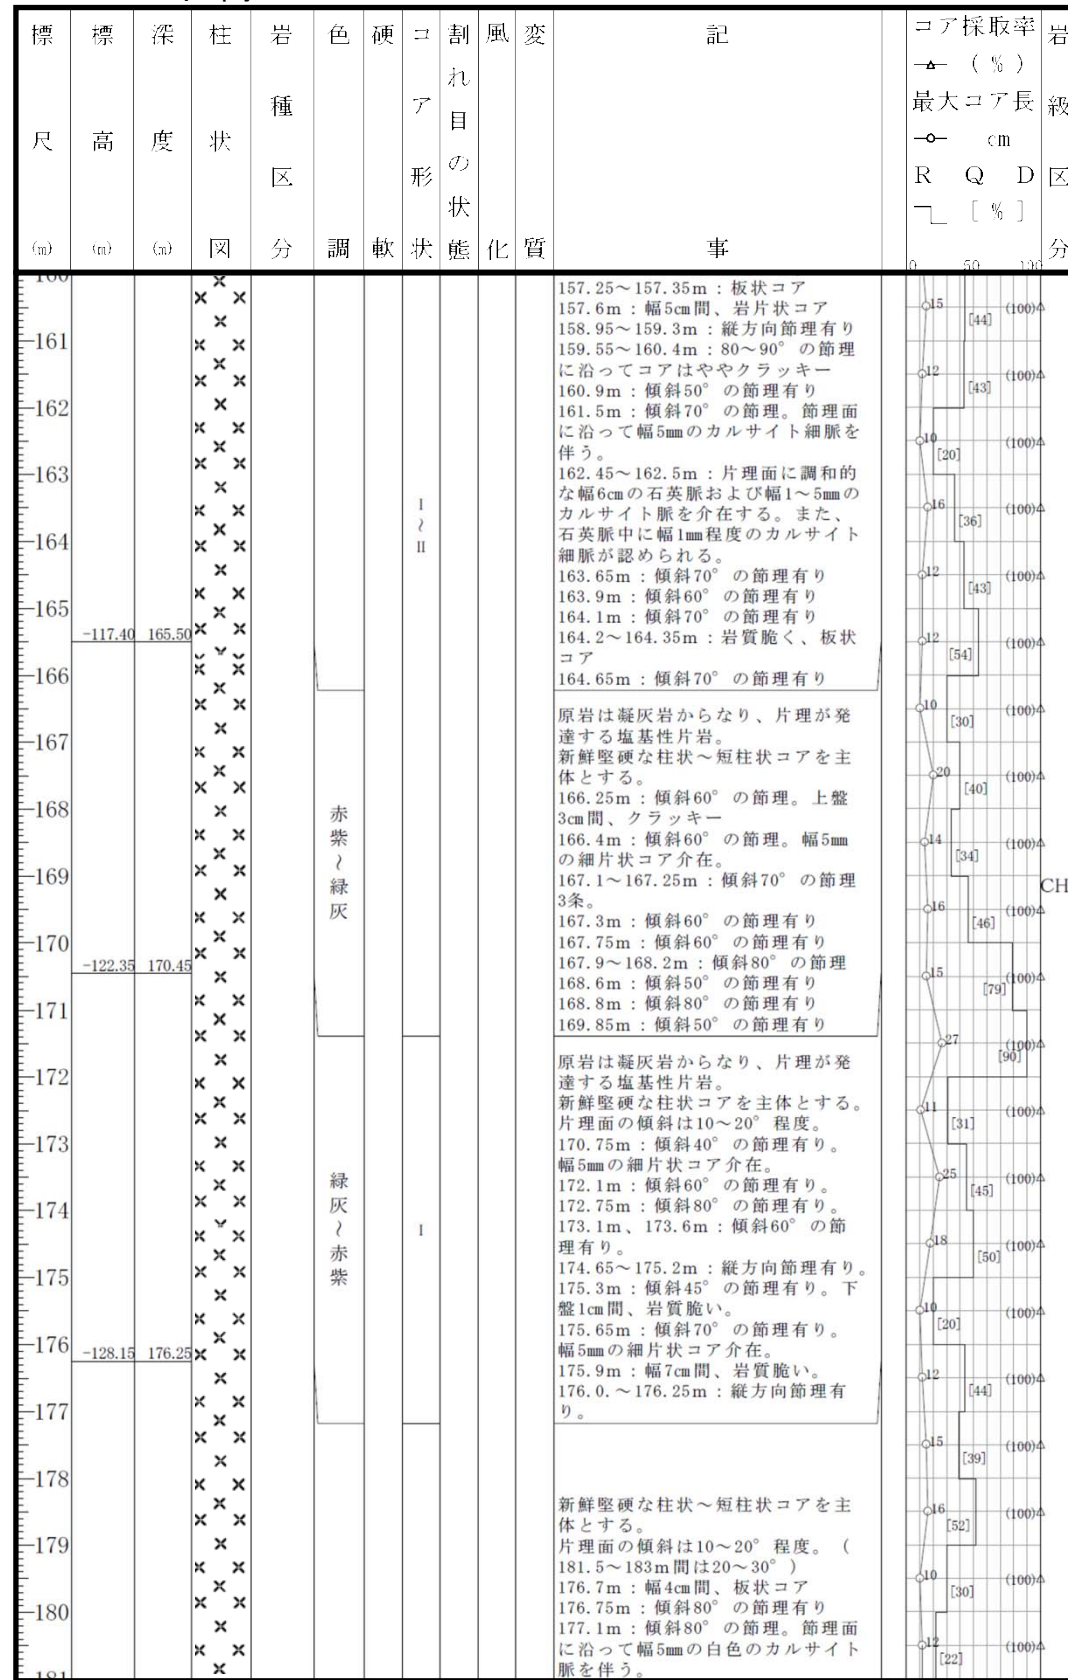 標尺(m)
標高(m)
深度(m)
柱状図
岩種区分
色調
硬軟
コア形状
割れ目の状態
風化
変質
記事
コア採取率
( % )
最大コア長
cm
R Q D
[ % ]
0 50 100
岩級区分
160
161
162
163
164
165
166
167
168
169
170
171
172
173
174
175
176
177
178
179
180
181
-117.40 165.50
-122.35 170.45
-128.15 176.25
赤紫～緑灰
緑灰～赤紫
I～II
I
157.25～157.35m：板状コア
157.6m：幅5cm間、岩片状コア
158.95～159.3m：縦方向節理有り
159.55～160.4m：80～90°の節理
に沿ってコアはややクラッキー
160.9m：傾斜50°の節理有り
161.5m：傾斜70°の節理。節理面
に沿って幅5mmのカルサイト細脈を
伴う。
162.45～162.5m：片理面に調和的
な幅6cmの石英脈および幅1～5mmの
カルサイト脈を介在する。また、
石英脈中に幅1mm程度のカルサイト
細脈が認められる。
163.65m：傾斜70°の節理有り
163.9m：傾斜60°の節理有り
164.1m：傾斜70°の節理有り
164.2～164.35m：岩質脆く、板状
コア
164.65m：傾斜70°の節理有り
原岩は凝灰岩からなり、片理が発
達する塩基性片岩。
新鮮堅硬な柱状～短柱状コアを主
体とする。
166.25m：傾斜60°の節理。上盤
3cm間、クラッキー
166.4m：傾斜60°の節理。幅5mm
の細片状コア介在。
167.1～167.25m：傾斜70°の節理
3条。
167.3m：傾斜60°の節理有り
167.75m：傾斜60°の節理有り
167.9～168.2m：傾斜80°の節理
168.6m：傾斜50°の節理有り
168.8m：傾斜80°の節理有り
169.85m：傾斜50°の節理有り
原岩は凝灰岩からなり、片理が発
達する塩基性片岩。
新鮮堅硬な柱状コアを主体とする。
片理面の傾斜は10～20°程度。
170.75m：傾斜40°の節理有り。
幅5mmの細片状コア介在。
172.1m：傾斜60°の節理有り。
172.75m：傾斜80°の節理有り。
173.1m、173.6m：傾斜60°の節
理有り。
174.65～175.2m：縦方向節理有り。
175.3m：傾斜45°の節理有り。下
盤1cm間、岩質脆い。
175.65m：傾斜70°の節理有り。
幅5mmの細片状コア介在。
175.9m：幅7cm間、岩質脆い。
176.0.～176.25m：縦方向節理有
り。
新鮮堅硬な柱状～短柱状コアを主
体とする。
片理面の傾斜は10～20°程度。（
181.5～183m間は20～30°）
176.7m：幅4cm間、板状コア
176.75m：傾斜80°の節理有り
177.1m：傾斜80°の節理。節理面
に沿って幅5mmの白色のカルサイト
脈を伴う。
15 [44] (100)
12 [43] (100)
10 [20] (100)
16 [36] (100)
12 [43] (100)
12 [54] (100)
10 [30] (100)
20 [40] (100)
14 [34] (100)
16 [46] (100)
15 [79] (100)
27 [90] (100)
11 [31] (100)
25 [45] (100)
18 [50] (100)
10 [20] (100)
12 [44] (100)
15 [39] (100)
16 [52] (100)
10 [30] (100)
12 [22] (100)
CH